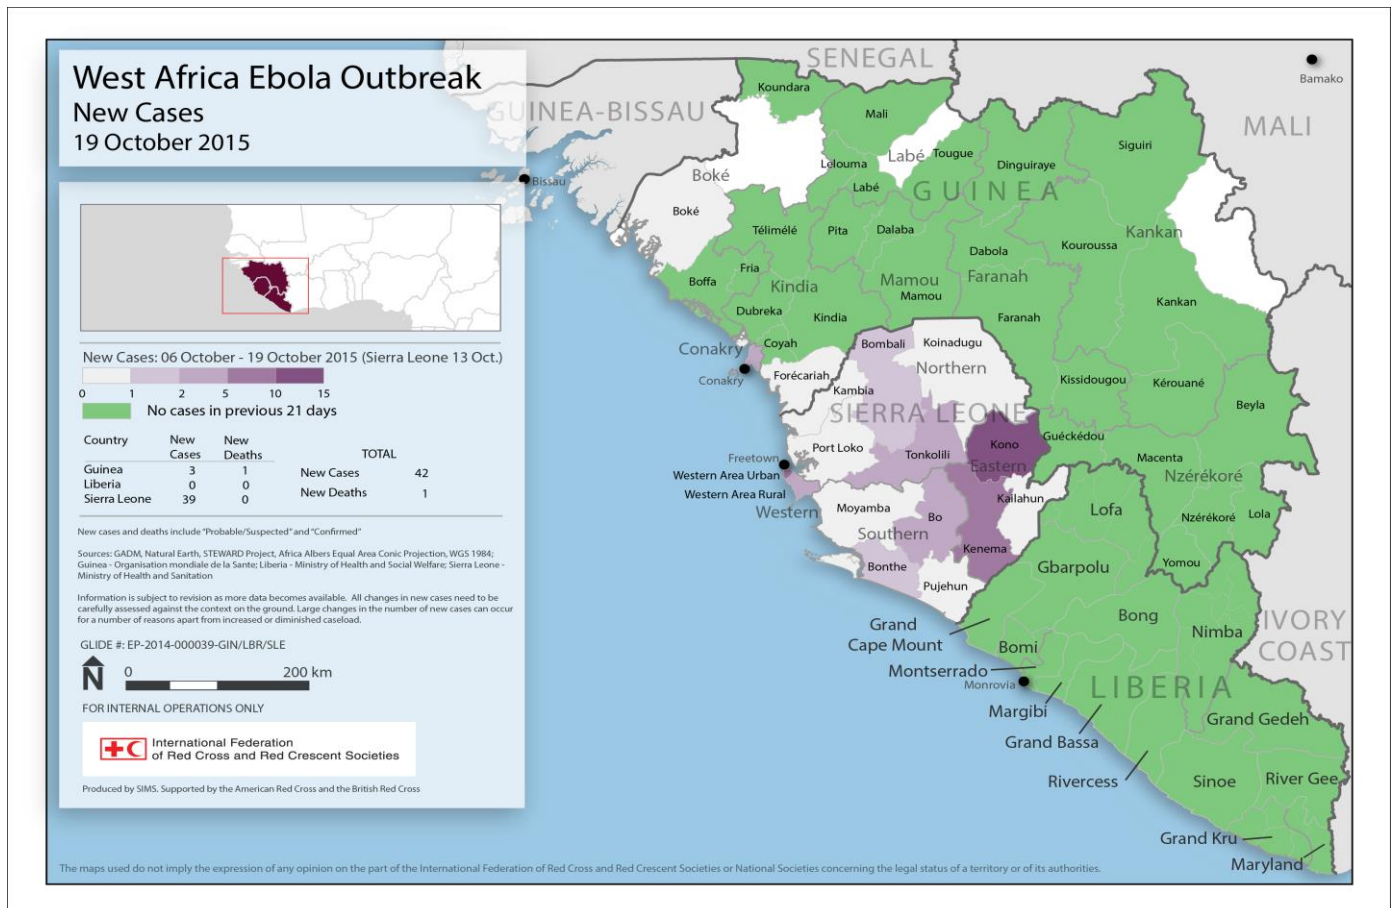 West Africa Ebola Outbreak
New Cases
19 October 2015
New Cases: 06 October - 19 October 2015 (Sierra Leone 13 Oct.)
0 1 2 5 10 15
No cases in previous 21 days
Country New Cases New Deaths TOTAL
Guinea 3 1 New Cases 42
Liberia 0 0 New Deaths 1
Sierra Leone 39 0
New cases and deaths include "Probable/Suspected" and "Confirmed"
Sources: GADM, Natural Earth, STEWARD Project, Africa Albers Equal Area Conic Projection, WGS 1984;
Guinea - Organisation mondiale de la Sante; Liberia - Ministry of Health and Social Welfare; Sierra Leone -
Ministry of Health and Sanitation
Information is subject to revision as more data becomes available. All changes in new cases need to be
carefully assessed against the context on the ground. Large changes in the number of new cases can occur
for a number of reasons apart from increased or diminished caseload.
GLIDE #: EP-2014-000039-GIN/LBR/SLE
N
0 200 km
FOR INTERNAL OPERATIONS ONLY
International Federation
of Red Cross and Red Crescent Societies
Produced by SIMS. Supported by the American Red Cross and the British Red Cross
SENEGAL
Bamako
Koundara
GUINEA-BISSAU
Mali
MALI
Siguiri
Labé
Tougue
Lelouma
Dinguiraye
Boké
Bissau
Labé
GUINEA
Boké
Télimélé
Pita
Dalaba
Kankan
Kouroussa
Dabola
Fria
Faranah
Boffa
Kindia
Mamou
Mamou
Kankan
Dubreka
Kindia
Faranah
Coyah
Bombali
Koinadugu
Conakry
Northern
Forécariah
Conakry
Kissidougou
Kérouané
Kambia
Beyla
SIERRA LEONE
Guéckédou
Kono
Port Loko
Tonkolili
Macenta
Freetown
Eastern
Western Area Urban
Nzérékoré
Western Area Rural
Kailahun
Moyamba
Lofa
Western
Bo
Nzérékoré
Lola
Southern
Kenema
Yomou
Bonthe
Gbarpolu
Pujehun
Bong
IVORY
COAST
Grand
Cape Mount
Nimba
Bomi
Montserrado
Monrovia
LIBERIA
Margibi
Grand Gedeh
Grand Bassa
River Gee
Rivercess
Sinoe
Grand Kru
Maryland
The maps used do not imply the expression of any opinion on the part of the International Federation of Red Cross and Red Crescent Societies or National Societies concerning the legal status of a territory or of its authorities.